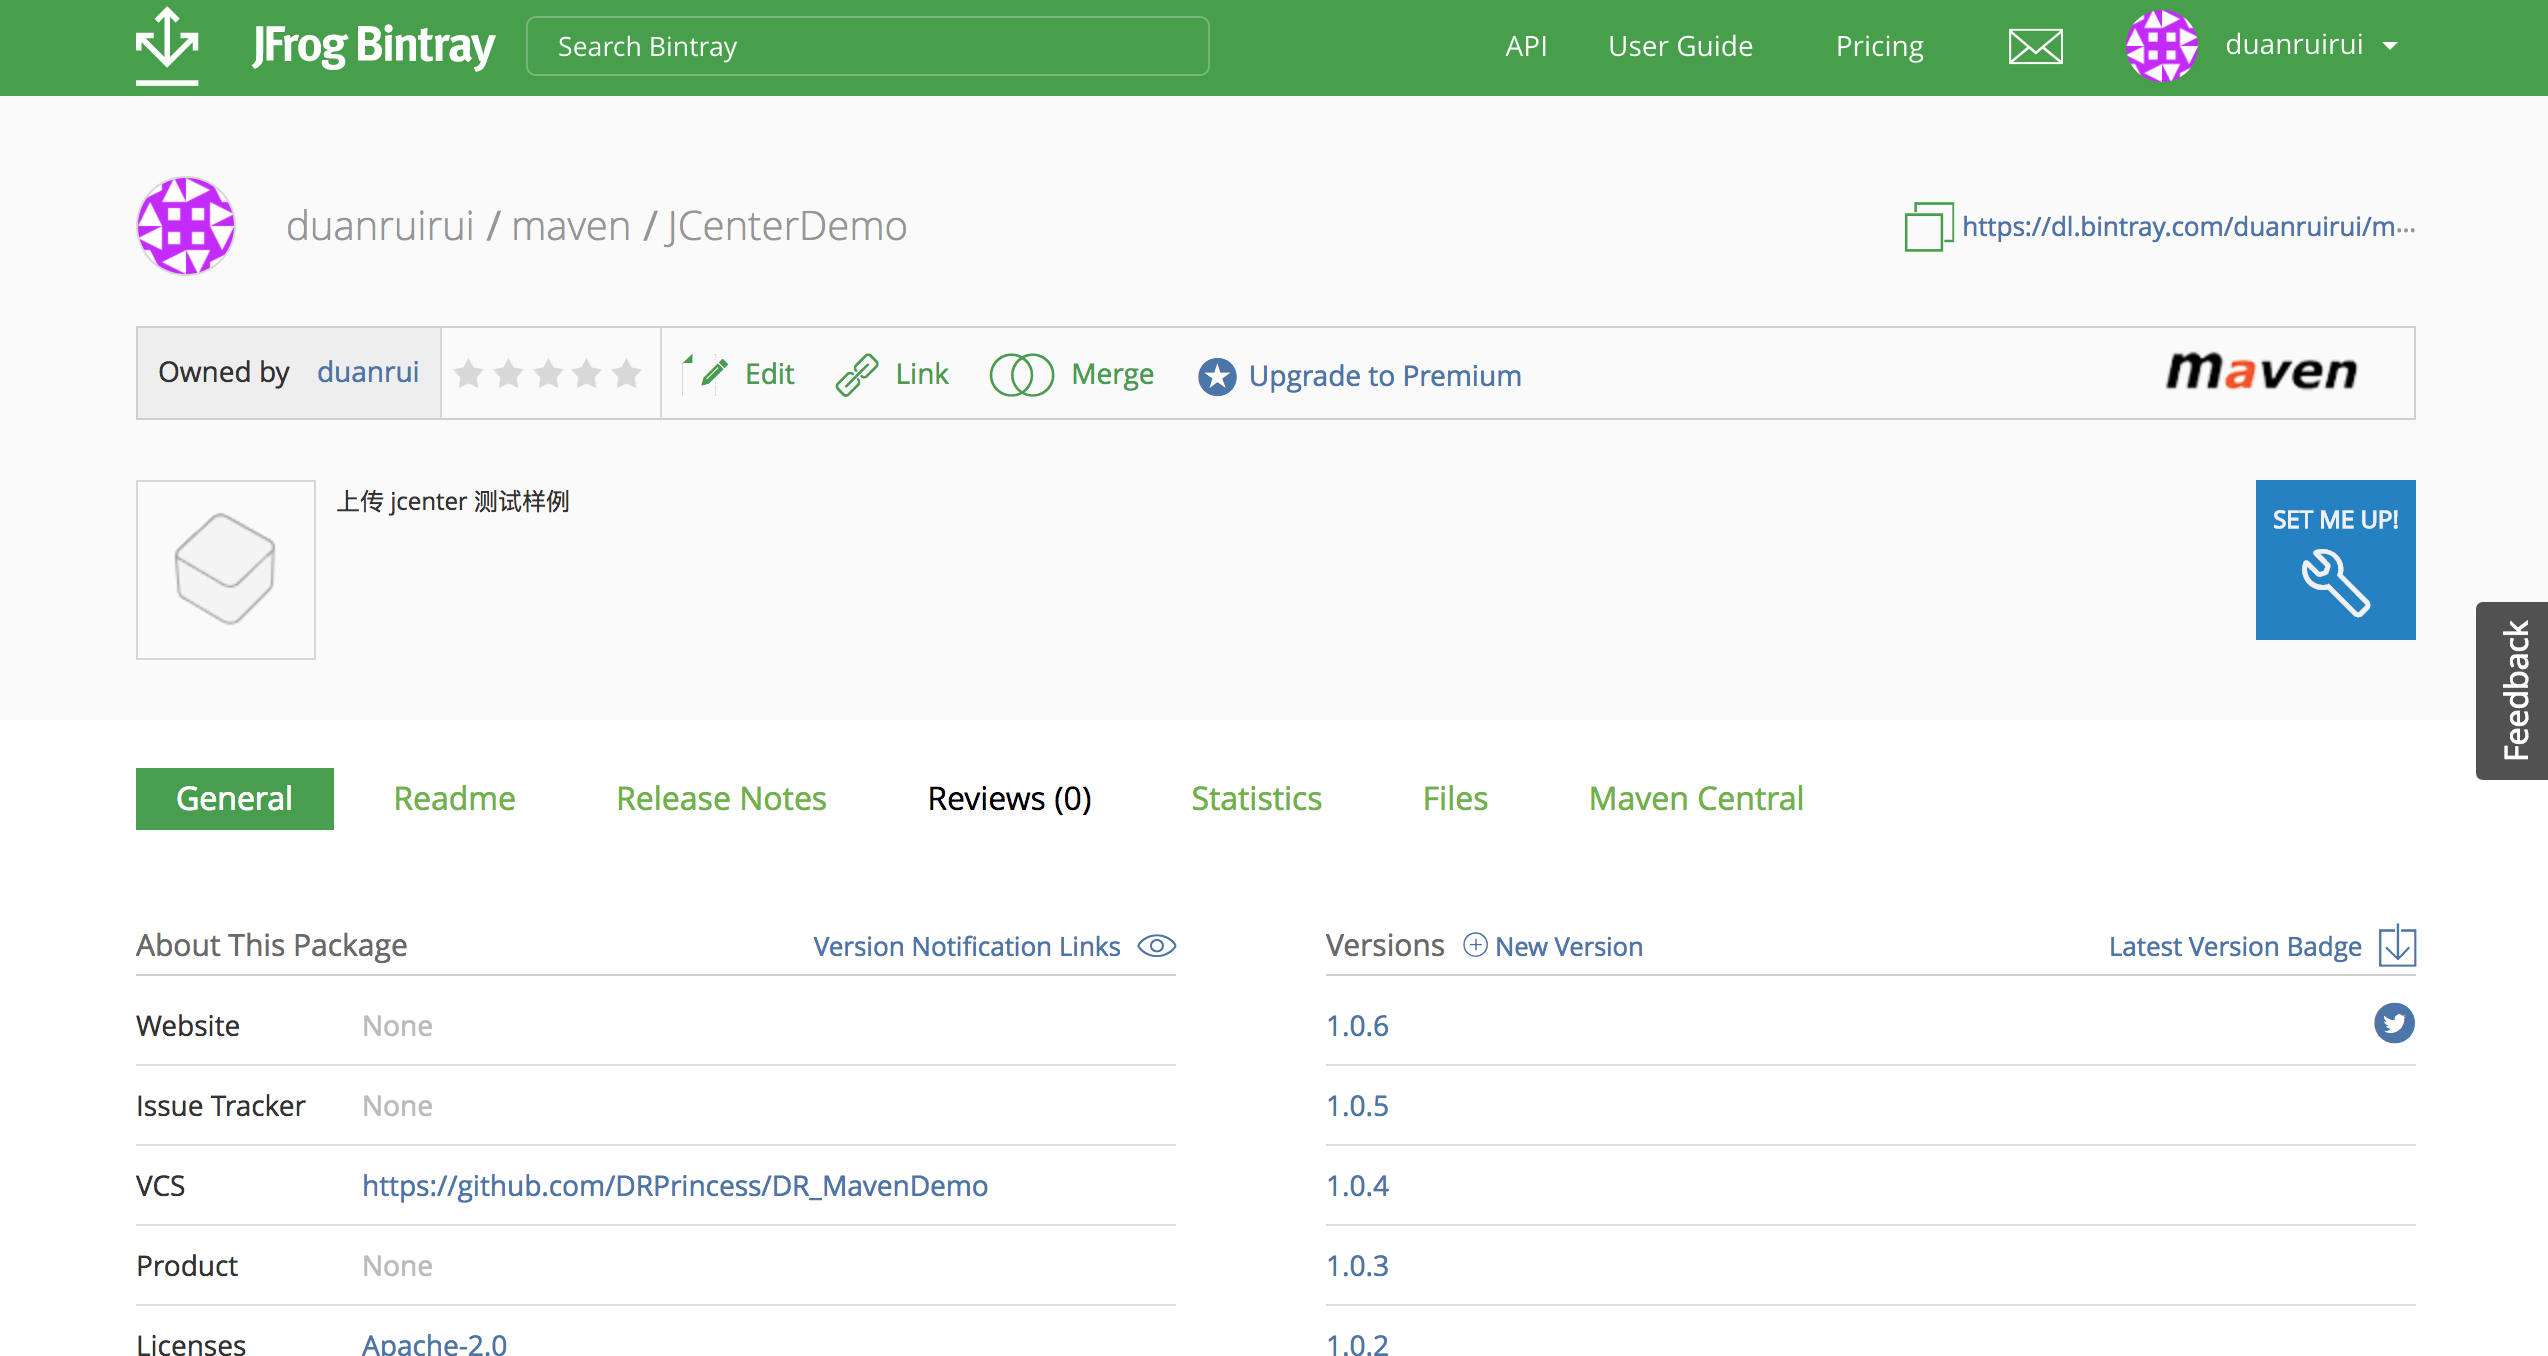 JFrog Bintray Search Bintray API User Guide Pricing duanruirui
duanruirui / maven / JCenterDemo https://dl.bintray.com/duanruirui/m...
Owned by duanrui Edit Link Merge Upgrade to Premium maven
上传 jcenter 测试样例
SET ME UP!
Feedback
General Readme Release Notes Reviews (0) Statistics Files Maven Central
About This Package Version Notification Links
Website None
Issue Tracker None
VCS https://github.com/DRPrincess/DR_MavenDemo
Product None
Licenses Apache-2.0
Versions New Version Latest Version Badge
1.0.6
1.0.5
1.0.4
1.0.3
1.0.2